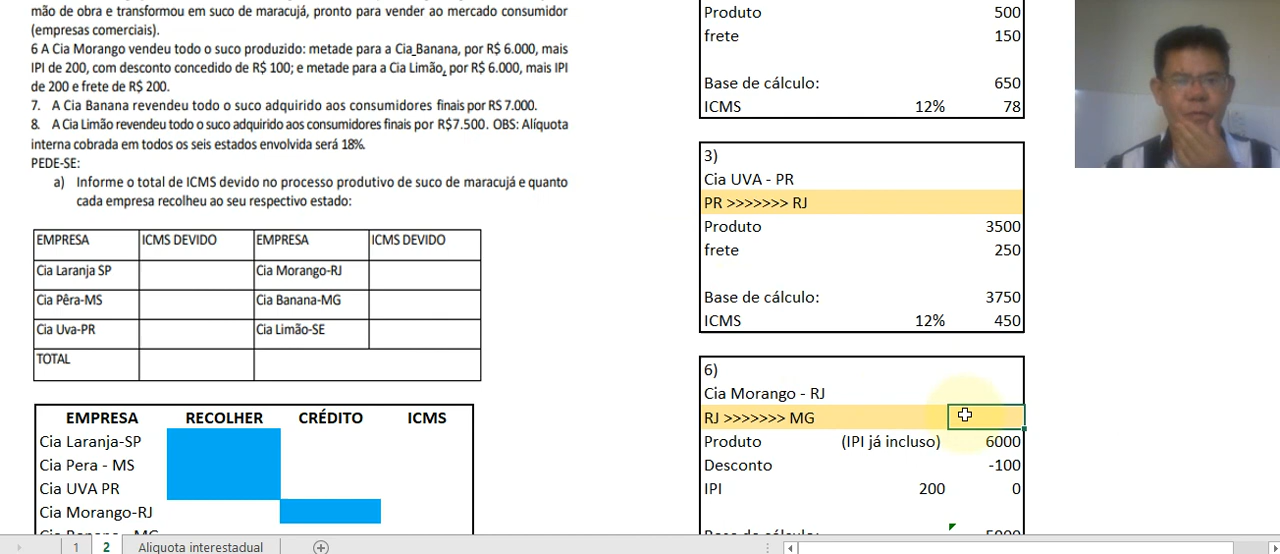 mão de obra e transformou em suco de maracujá, pronto para vender ao mercado consumidor
(empresas comerciais).
6 A Cia Morango vendeu todo o suco produzido: metade para a Cia Banana, por R$ 6.000, mais
IPI de 200, com desconto concedido de R$ 100; e metade para a Cia Limão, por R$ 6.000, mais IPI
de 200 e frete de R$ 200.
7. A Cia Banana revendeu todo o suco adquirido aos consumidores finais por R$ 7.000.
8. A Cia Limão revendeu todo o suco adquirido aos consumidores finais por R$7.500. OBS: Alíquota
interna cobrada em todos os seis estados envolvida será 18%.
PEDE-SE:
a) Informe o total de ICMS devido no processo produtivo de suco de maracujá e quanto
cada empresa recolheu ao seu respectivo estado:
EMPRESA ICMS DEVIDO EMPRESA ICMS DEVIDO
Cia Laranja SP Cia Morango-RJ
Cia Pêra-MS Cia Banana-MG
Cia Uva-PR Cia Limão-SE
TOTAL
EMPRESA RECOLHER CRÉDITO ICMS
Cia Laranja-SP
Cia Pera - MS
Cia UVA PR
Cia Morango-RJ
Produto 500
frete 150
Base de cálculo: 650
ICMS 12% 78
3)
Cia UVA - PR
PR >>>>>>> RJ
Produto 3500
frete 250
Base de cálculo: 3750
ICMS 12% 450
6)
Cia Morango - RJ
RJ >>>>>>> MG
Produto (IPI já incluso) 6000
Desconto -100
IPI 200 0
1 2 Aliquota interestadual